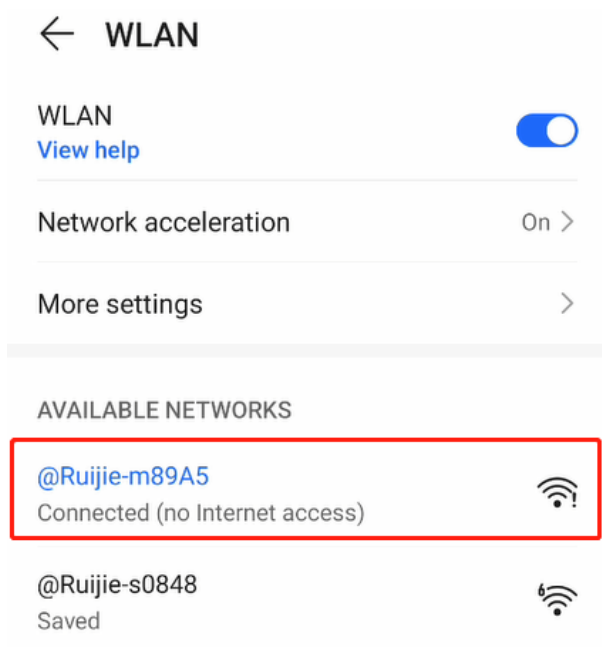 WLAN
WLAN
View help
Network acceleration
On
More settings
AVAILABLE NETWORKS
@Ruijie-m89A5
Connected (no Internet access)
@Ruijie-s0848
6
Saved